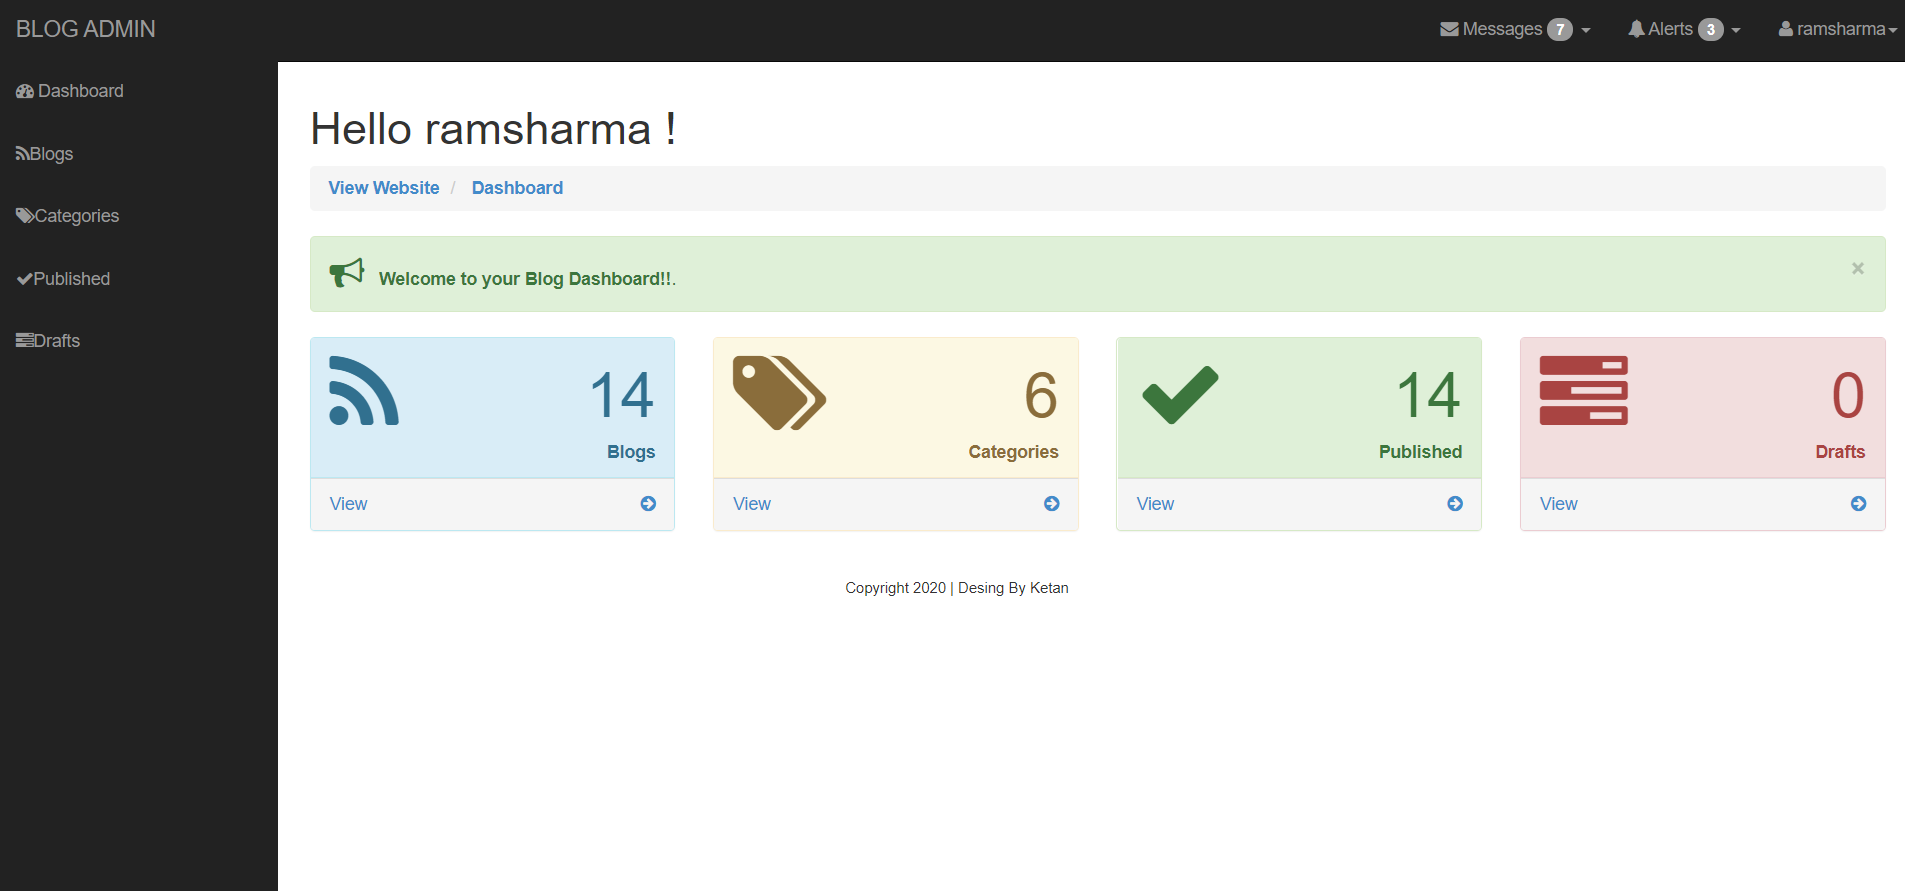 BLOG ADMIN
Messages 7
Alerts 3
ramsharma
Dashboard
Blogs
Categories
Published
Drafts
Hello ramsharma !
View Website / Dashboard
Welcome to your Blog Dashboard!!.
×
14
Blogs
View
6
Categories
View
14
Published
View
0
Drafts
View
Copyright 2020 | Desing By Ketan